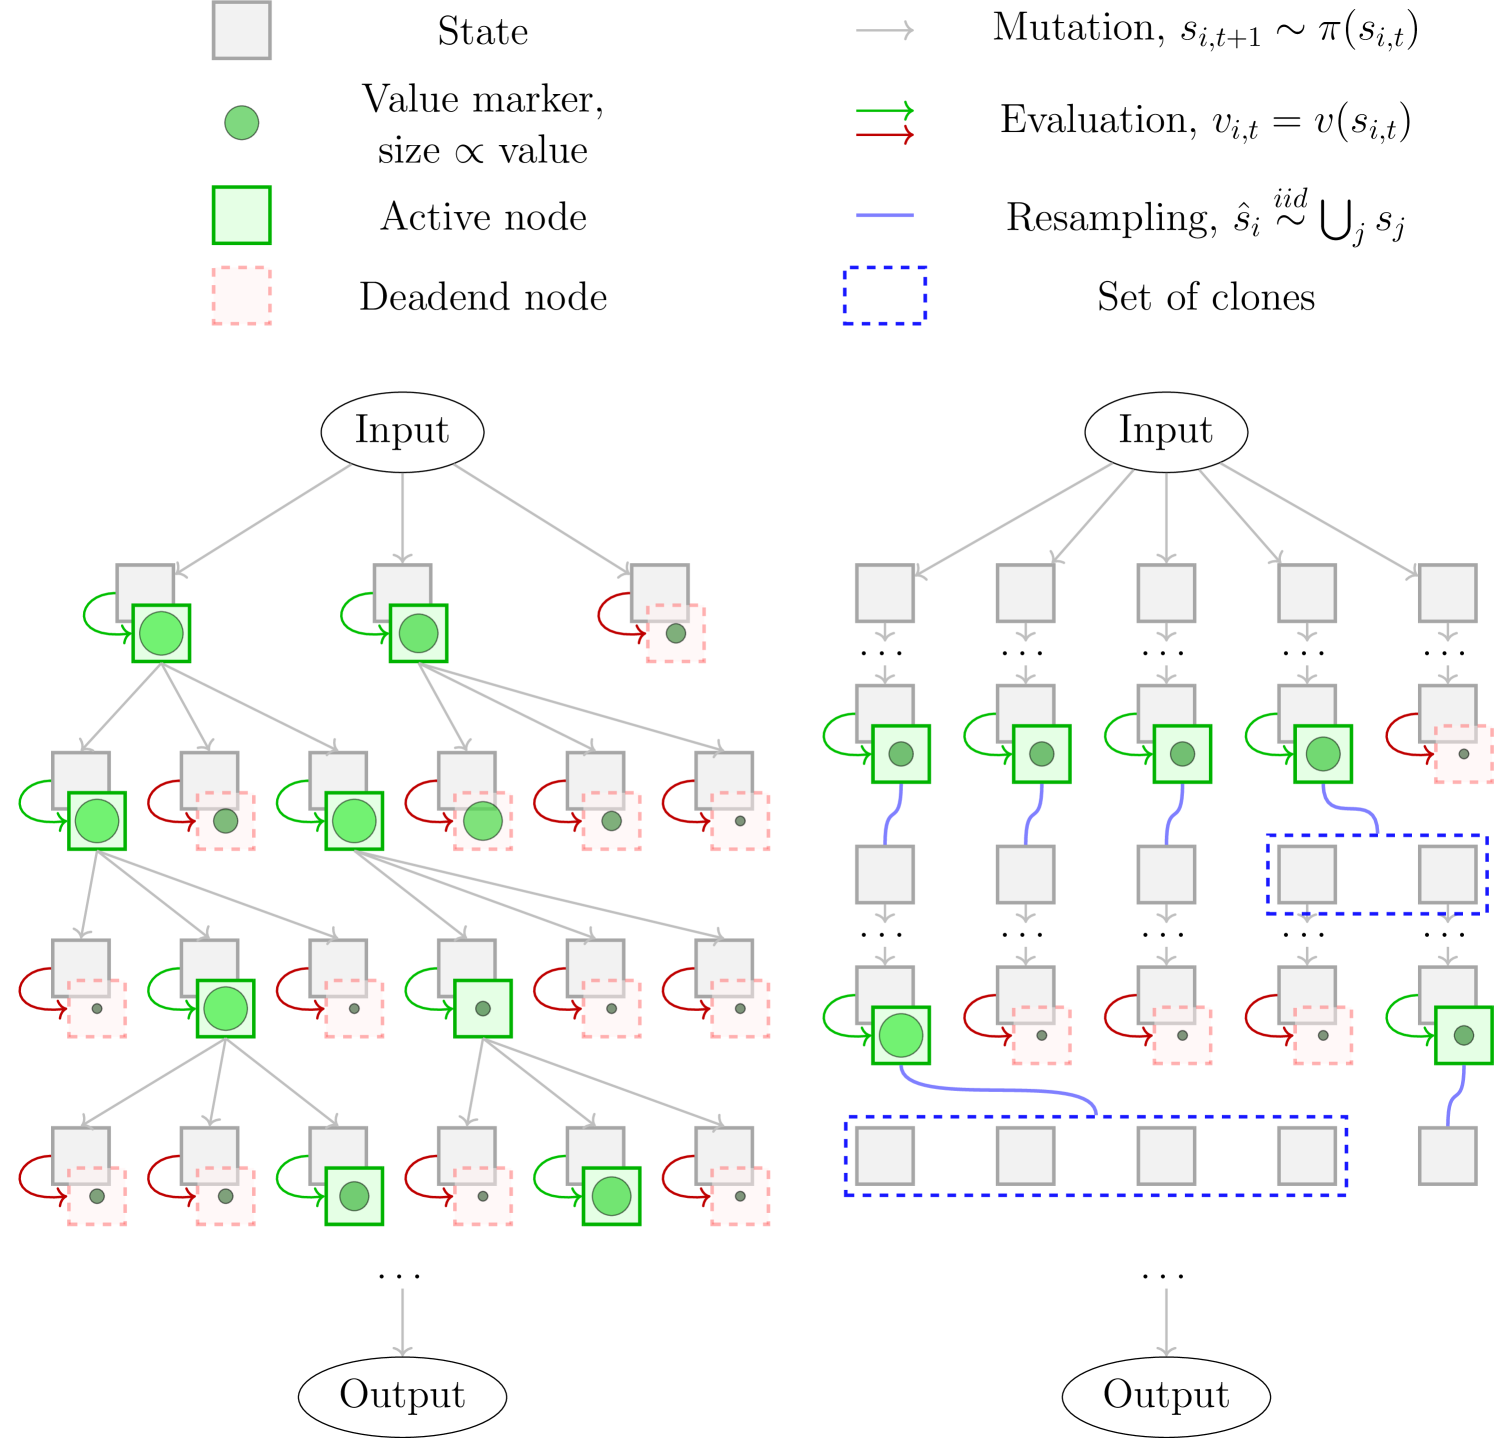 State
Value marker,
size ∝ value
Active node
Deadend node
Mutation, $s_{i,t+1} \sim \pi(s_{i,t})$
Evaluation, $v_{i,t} = v(s_{i,t})$
Resampling, $\hat{s}_i \overset{iid}{\sim} \bigcup_j s_j$
Set of clones
Input
...
Output
Input
... ... ... ... ...
... ... ... ... ...
...
Output